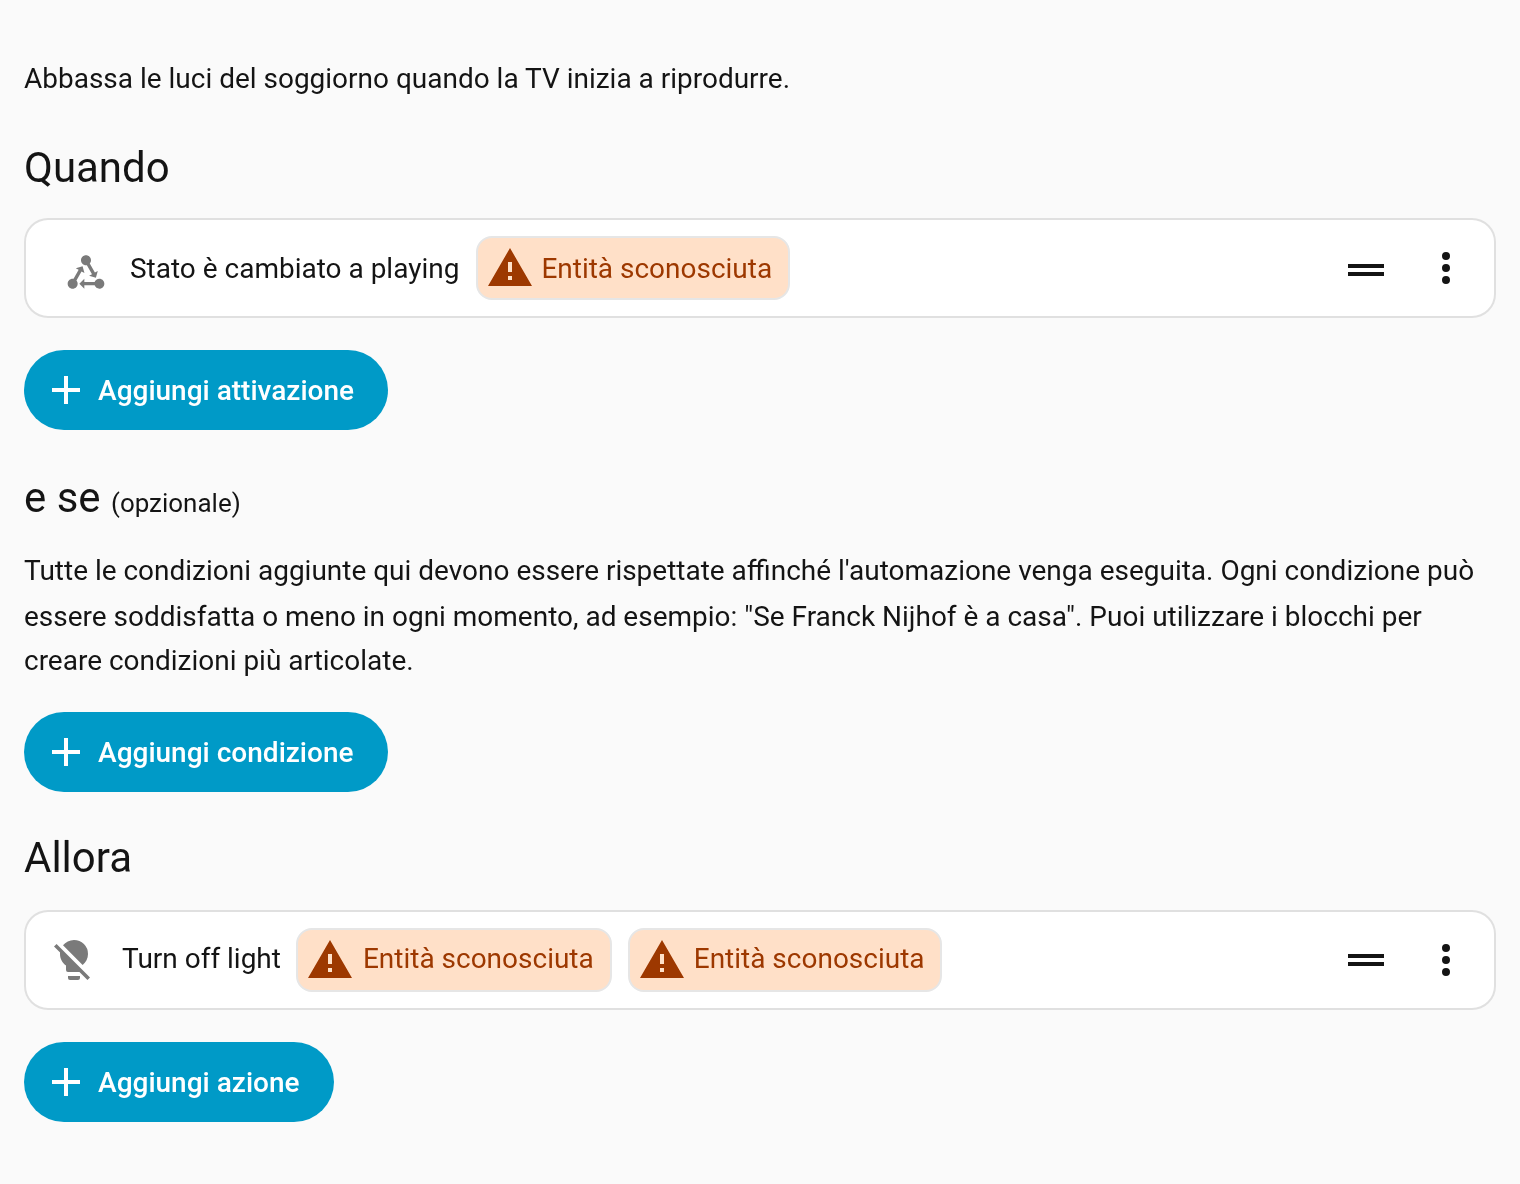 Abbassa le luci del soggiorno quando la TV inizia a riprodurre.
Quando
Stato è cambiato a playing Entità sconosciuta
Aggiungi attivazione
e se (opzionale)
Tutte le condizioni aggiunte qui devono essere rispettate affinché l'automazione venga eseguita. Ogni condizione può
essere soddisfatta o meno in ogni momento, ad esempio: "Se Franck Nijhof è a casa". Puoi utilizzare i blocchi per
creare condizioni più articolate.
Aggiungi condizione
Allora
Turn off light Entità sconosciuta Entità sconosciuta
Aggiungi azione